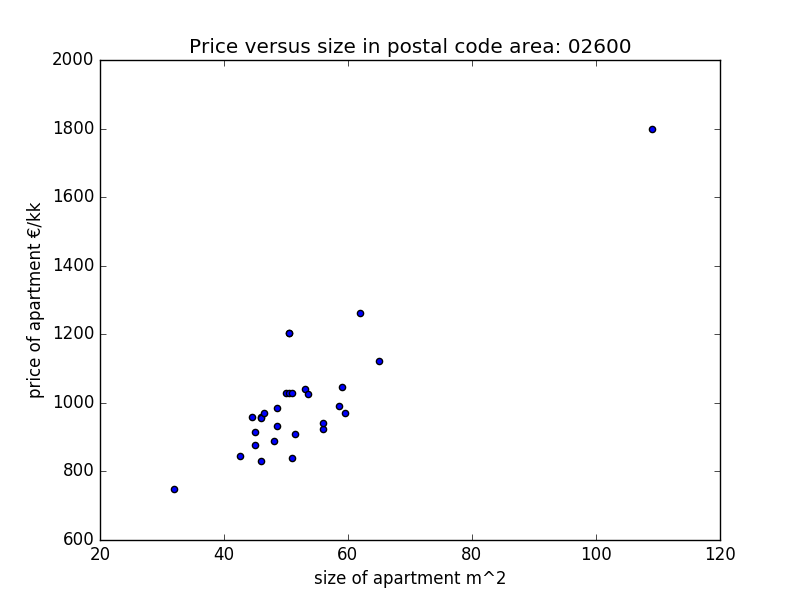 Price versus size in postal code area: 02600
2000
1800
1600
1400
1200
1000
800
600
price of apartment €/kk
20 40 60 80 100 120
size of apartment m^2